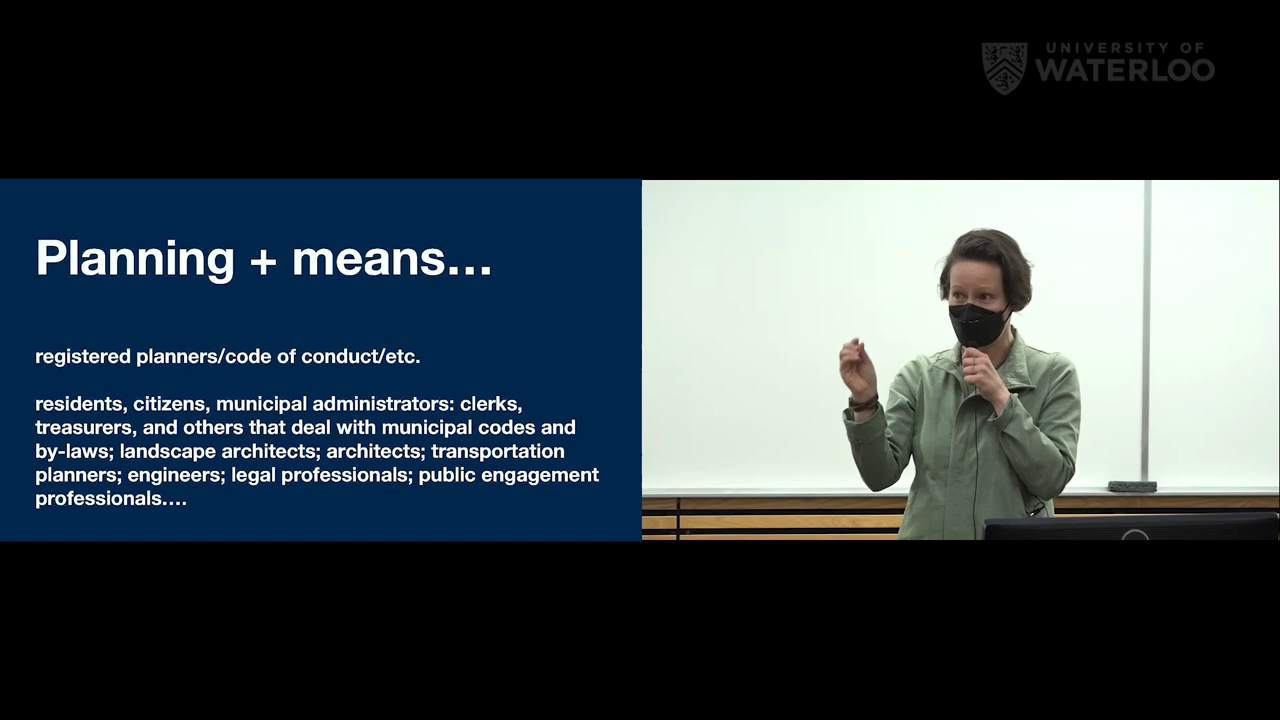 UNIVERSITY OF
WATERLOO
Planning + means…
registered planners/code of conduct/etc.
residents, citizens, municipal administrators: clerks,
treasurers, and others that deal with municipal codes and
by-laws; landscape architects; architects; transportation
planners; engineers; legal professionals; public engagement
professionals….